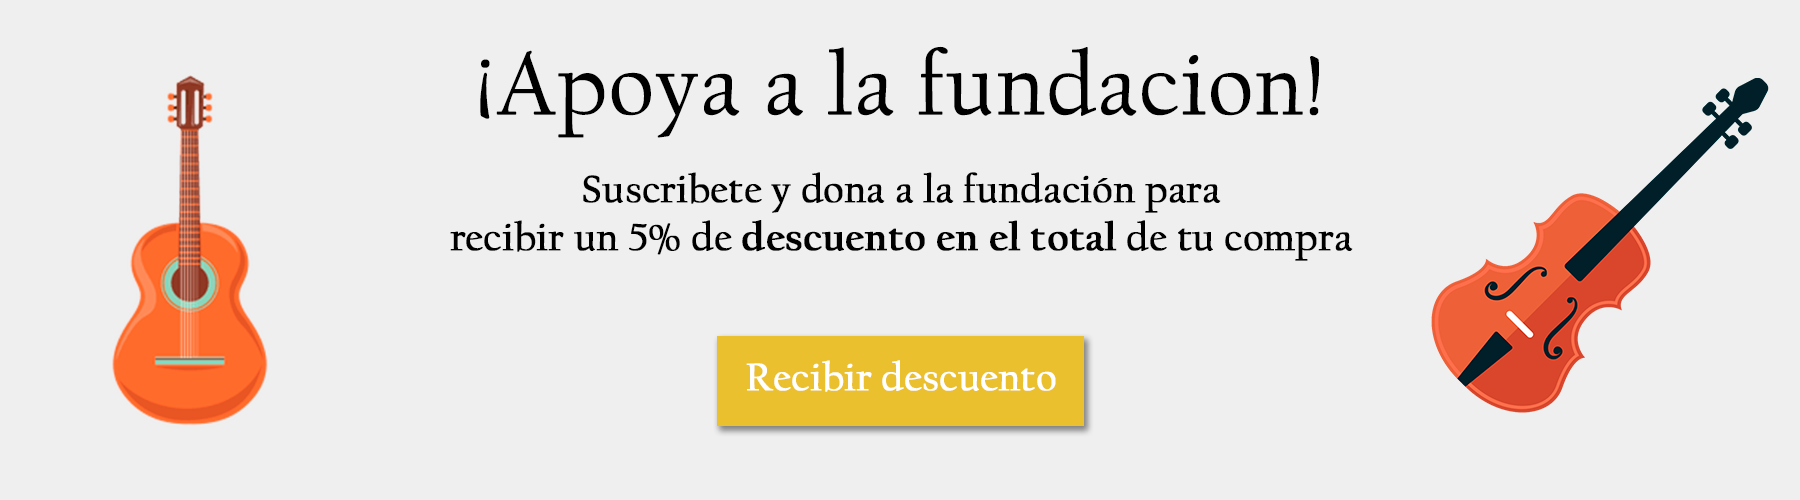 ¡Apoya a la fundacion!
Suscribete y dona a la fundación para
recibir un 5% de descuento en el total de tu compra
Recibir descuento